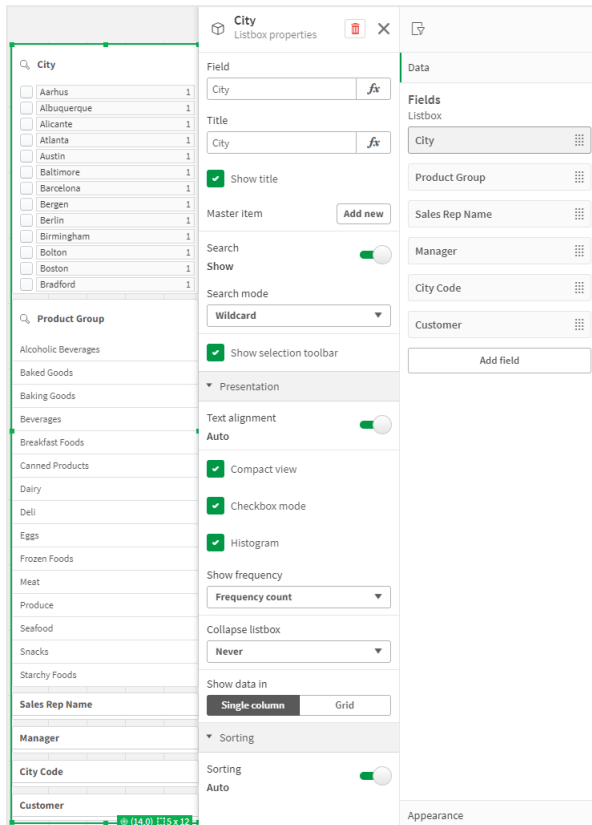 City
Aarhus 1
Albuquerque 1
Alicante 1
Atlanta 1
Austin 1
Baltimore 1
Barcelona 1
Bergen 1
Berlin 1
Birmingham 1
Bolton 1
Boston 1
Bradford 1
Product Group
Alcoholic Beverages
Baked Goods
Baking Goods
Beverages
Breakfast Foods
Canned Products
Dairy
Deli
Eggs
Frozen Foods
Meat
Produce
Seafood
Snacks
Starchy Foods
Sales Rep Name
Manager
City Code
Customer
(14,0) 15 x 12
City
Listbox properties
Field
City fx
Title
City fx
Show title
Master item Add new
Search
Show
Search mode
Wildcard
Show selection toolbar
Presentation
Text alignment
Auto
Compact view
Checkbox mode
Histogram
Show frequency
Frequency count
Collapse listbox
Never
Show data in
Single column Grid
Sorting
Sorting
Auto
Data
Fields
Listbox
City
Product Group
Sales Rep Name
Manager
City Code
Customer
Add field
Appearance